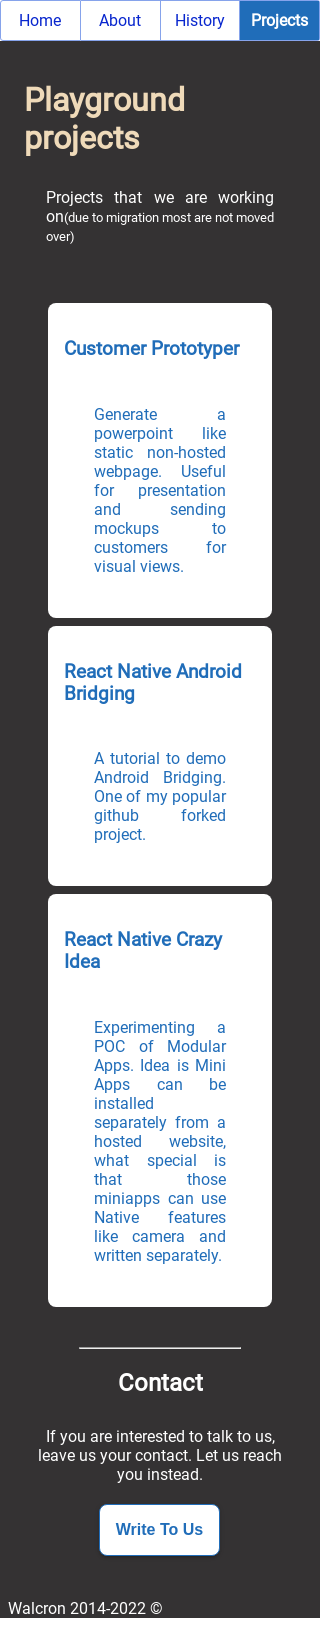 Home About History Projects
Playground
projects
Projects that we are working
on(due to migration most are not moved
over)
Customer Prototyper
Generate a
powerpoint like
static non-hosted
webpage. Useful
for presentation
and sending
mockups to
customers for
visual views.
React Native Android
Bridging
A tutorial to demo
Android Bridging.
One of my popular
github forked
project.
React Native Crazy
Idea
Experimenting a
POC of Modular
Apps. Idea is Mini
Apps can be
installed
separately from a
hosted website,
what special is
that those
miniapps can use
Native features
like camera and
written separately.
Contact
If you are interested to talk to us,
leave us your contact. Let us reach
you instead.
Write To Us
Walcron 2014-2022 ©